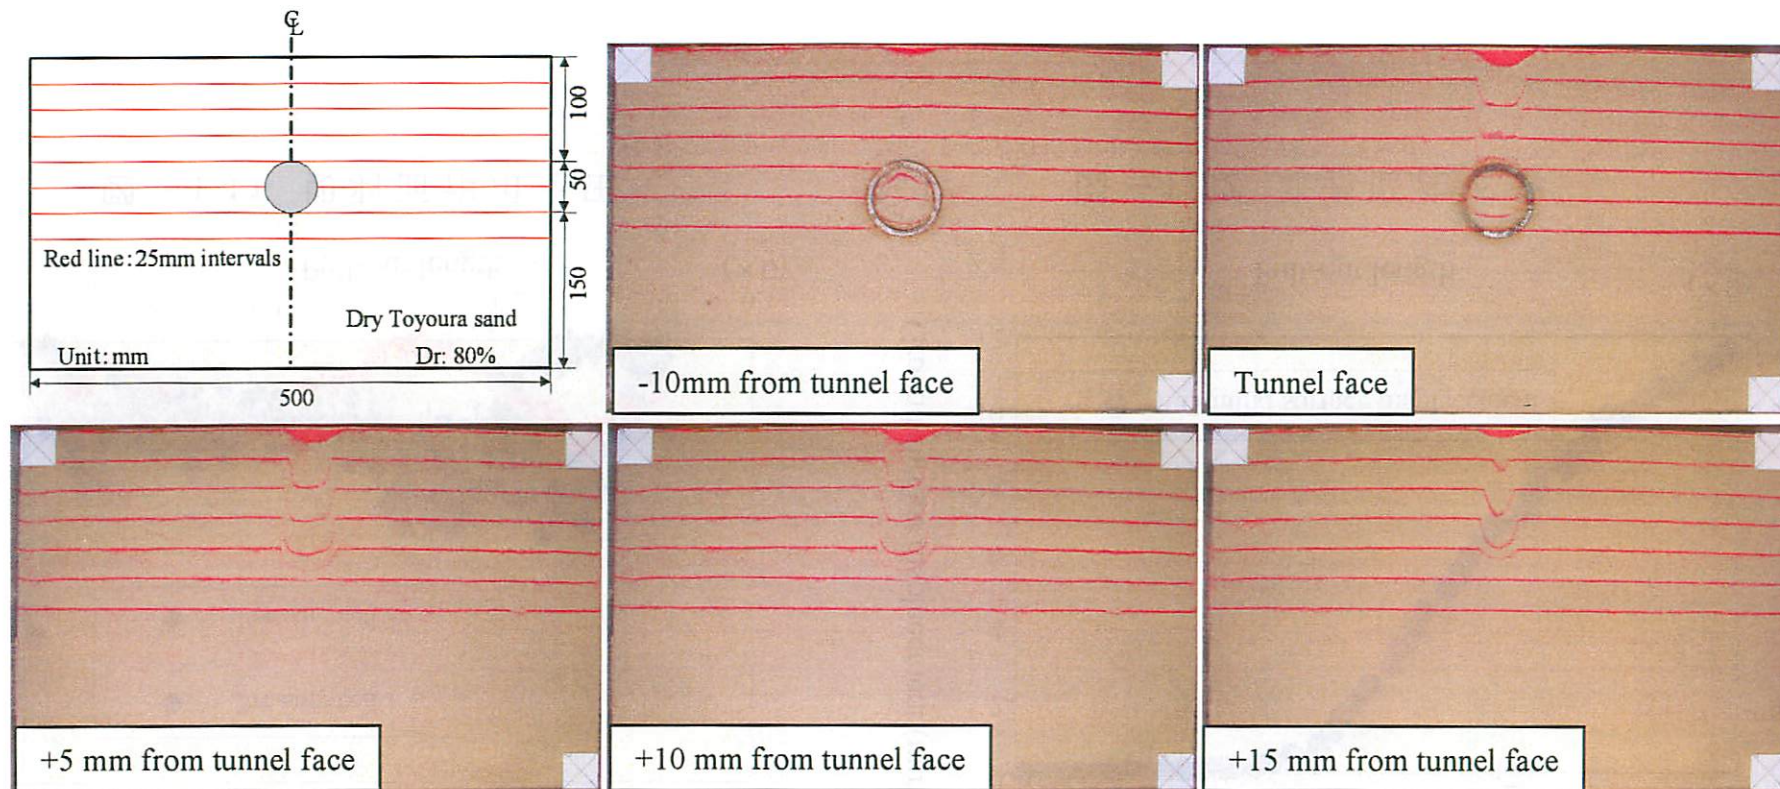 ℄
100
50
150
Red line:25mm intervals
Dry Toyoura sand
Unit:mm
Dr: 80%
500
-10mm from tunnel face
Tunnel face
+5 mm from tunnel face
+10 mm from tunnel face
+15 mm from tunnel face